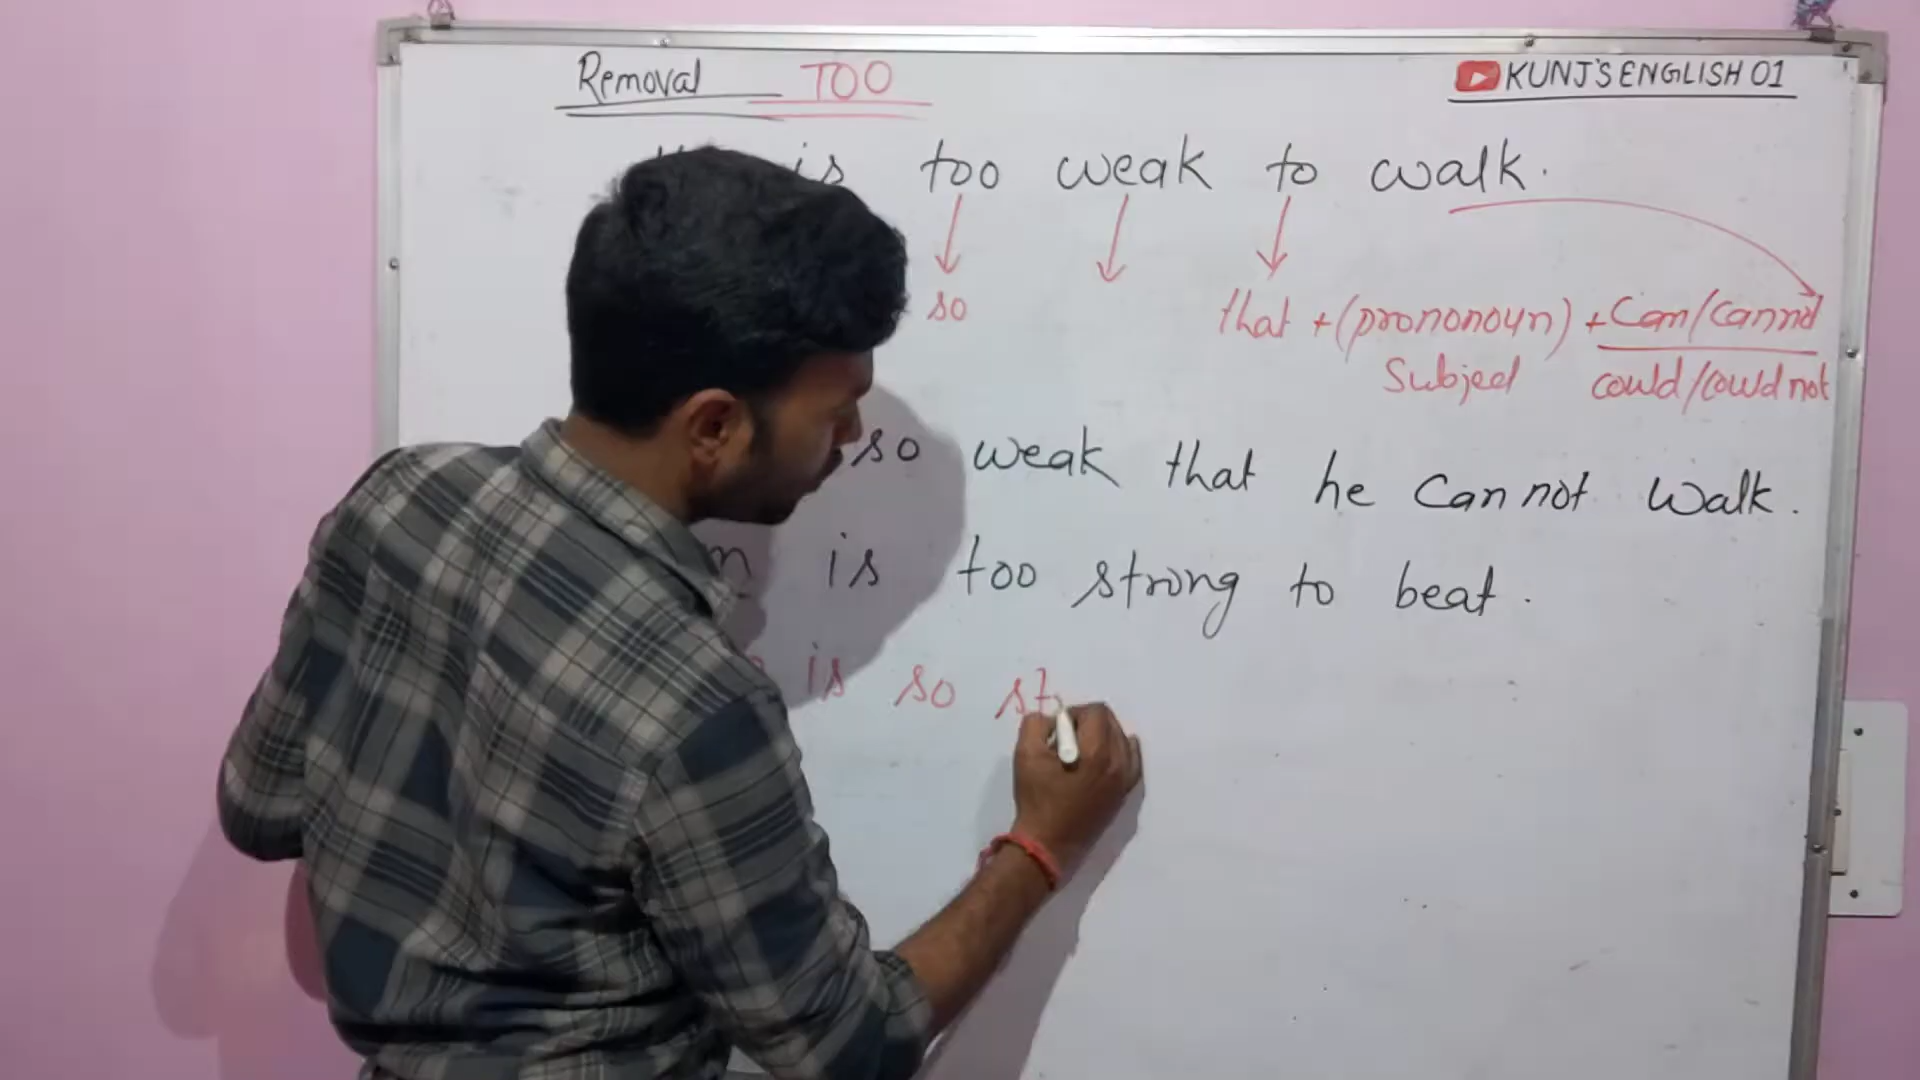 Removal TOO
KUNJ'S ENGLISH 01
is too weak to walk.
so that + (prononoun) + Can/Cannot
Subject could/could not
so weak that he Can not Walk.
is too strong to beat.
is so st